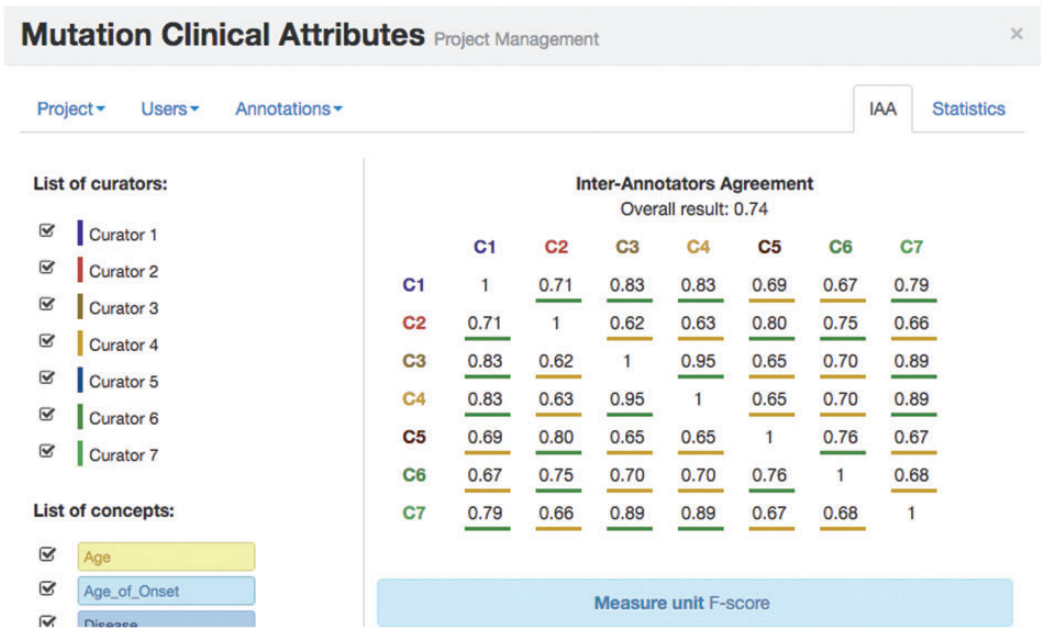 Mutation Clinical Attributes Project Management ×
Project Users Annotations IAA Statistics
List of curators:
Curator 1
Curator 2
Curator 3
Curator 4
Curator 5
Curator 6
Curator 7
List of concepts:
Age
Age_of_Onset
Disease
Inter-Annotators Agreement
Overall result: 0.74
C1 C2 C3 C4 C5 C6 C7
C1 1 0.71 0.83 0.83 0.69 0.67 0.79
C2 0.71 1 0.62 0.63 0.80 0.75 0.66
C3 0.83 0.62 1 0.95 0.65 0.70 0.89
C4 0.83 0.63 0.95 1 0.65 0.70 0.89
C5 0.69 0.80 0.65 0.65 1 0.76 0.67
C6 0.67 0.75 0.70 0.70 0.76 1 0.68
C7 0.79 0.66 0.89 0.89 0.67 0.68 1
Measure unit F-score